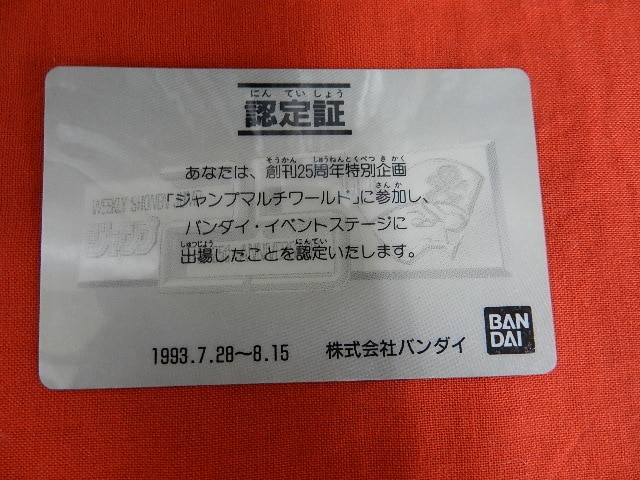 にんていしょう
認定証
そうかん しゅうねんとくべつきかく
あなたは、創刊25周年特別企画
さんか
「ジャンプマルチワールド」に参加し、
バンダイ・イベントステージに
しゅつじょう にんてい
出場したことを認定いたします。
1993.7.28〜8.15 株式会社バンダイ
BAN
DAI